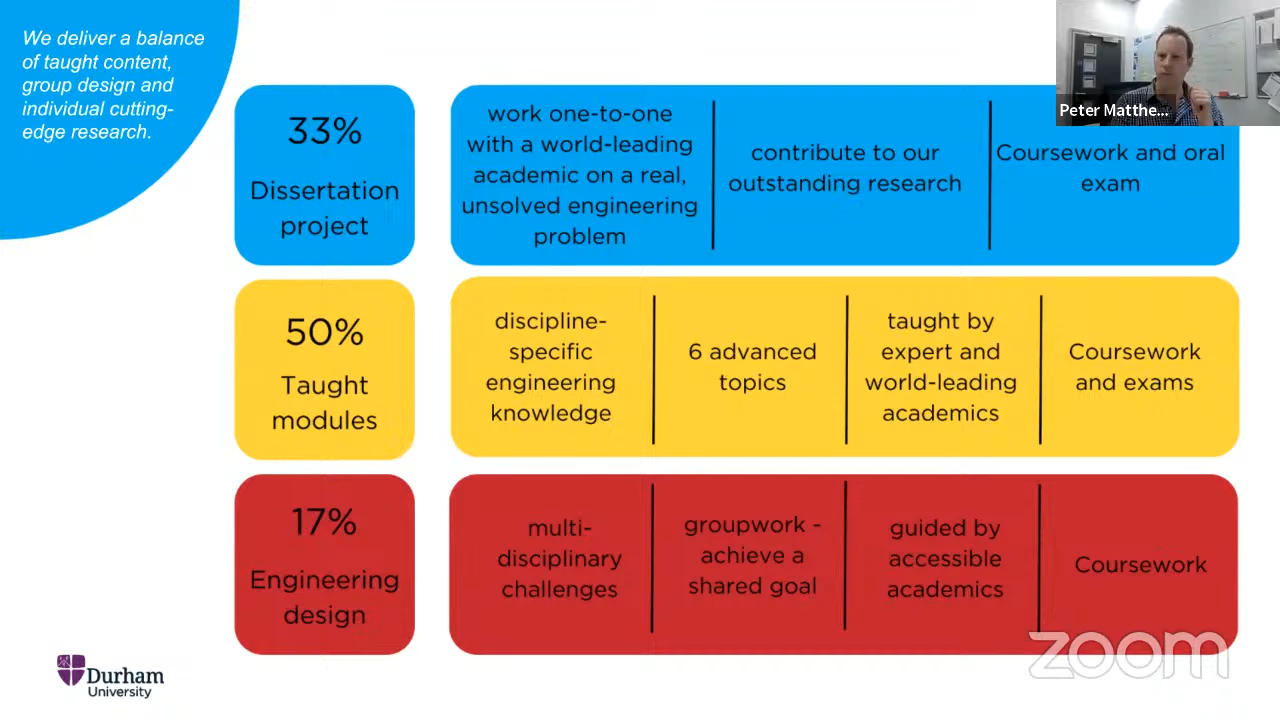 We deliver a balance
of taught content,
group design and
individual cutting-
edge research.
Peter Matthe...
33%
Dissertation
project
work one-to-one
with a world-leading
academic on a real,
unsolved engineering
problem
contribute to our
outstanding research
Coursework and oral
exam
50%
Taught
modules
discipline-
specific
engineering
knowledge
6 advanced
topics
taught by
expert and
world-leading
academics
Coursework
and exams
17%
Engineering
design
multi-
disciplinary
challenges
groupwork -
achieve a
shared goal
guided by
accessible
academics
Coursework
zoom
Durham
University